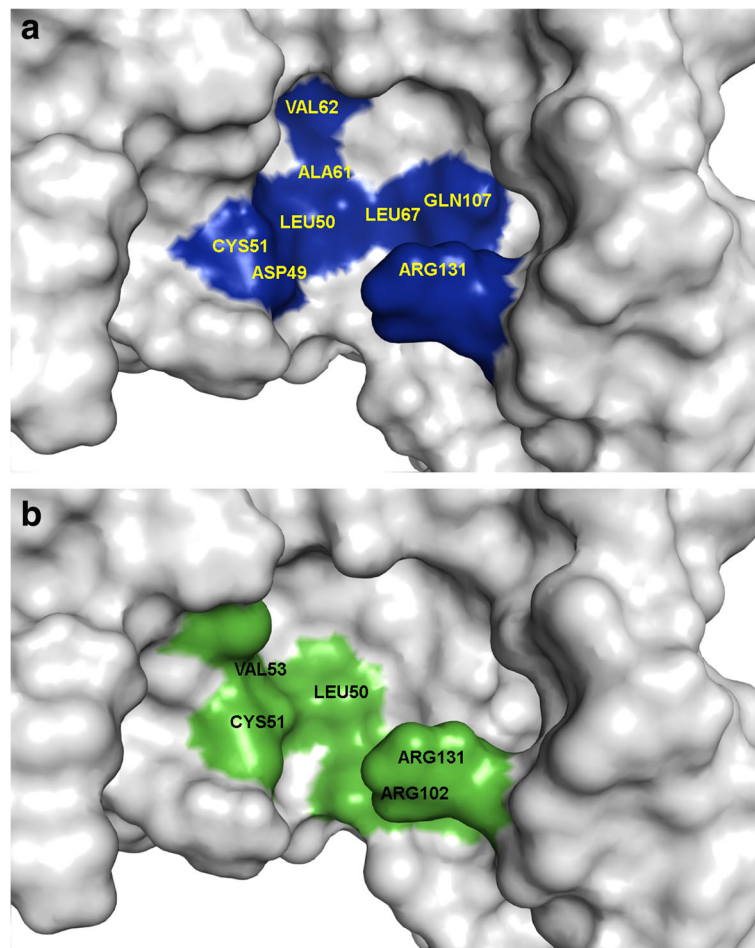 a
VAL62
ALA61
LEU50 LEU67 GLN107
CYS51
ASP49 ARG131
b
VAL53
LEU50
CYS51
ARG131
ARG102